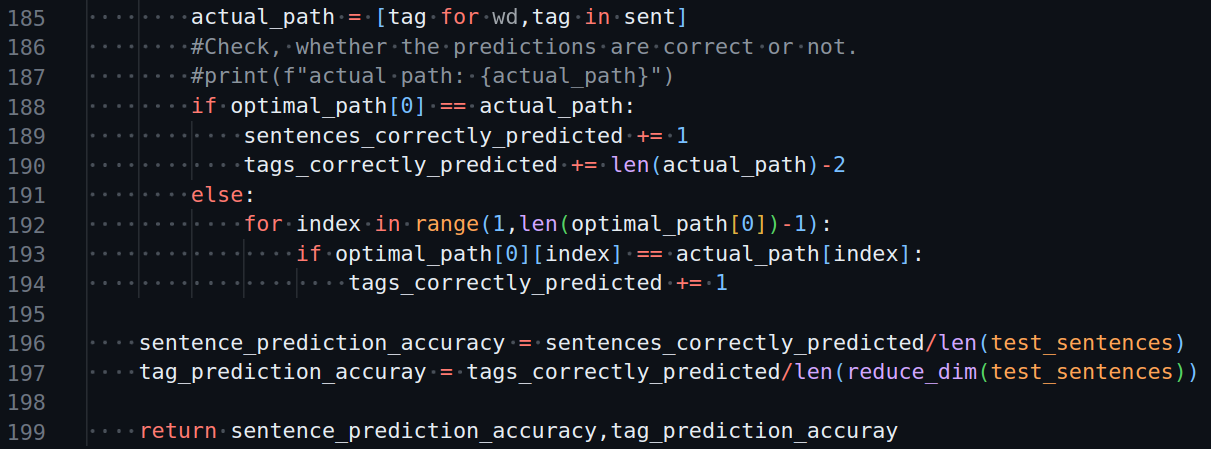 185 actual_path = [tag for wd,tag in sent]
186 #Check, whether the predictions are correct or not.
187 #print(f"actual path: {actual_path}")
188 if optimal_path[0] == actual_path:
189 sentences_correctly_predicted += 1
190 tags_correctly_predicted += len(actual_path)-2
191 else:
192 for index in range(1,len(optimal_path[0])-1):
193 if optimal_path[0][index] == actual_path[index]:
194 tags_correctly_predicted += 1
195
196 sentence_prediction_accuracy = sentences_correctly_predicted/len(test_sentences)
197 tag_prediction_accuray = tags_correctly_predicted/len(reduce_dim(test_sentences))
198
199 return sentence_prediction_accuracy,tag_prediction_accuray